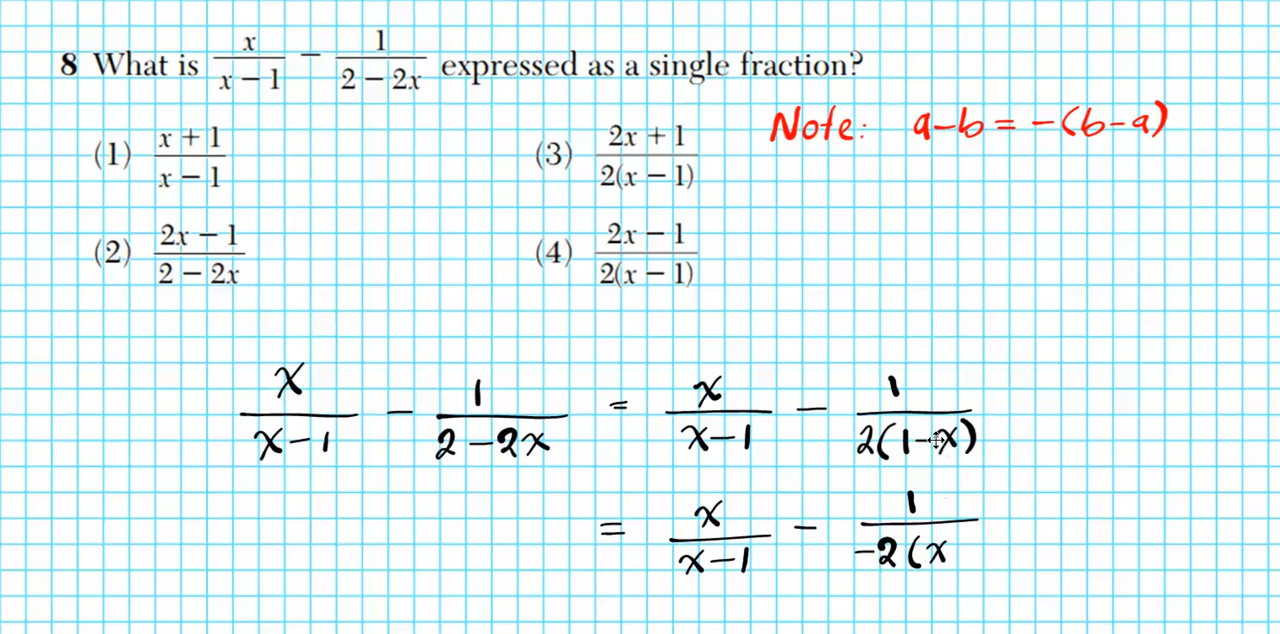 8 What is x/(x − 1) − 1/(2 − 2x) expressed as a single fraction?
(1) (x + 1)/(x − 1)
(3) (2x + 1)/(2(x − 1))
Note: a-b = -(b-a)
(2) (2x − 1)/(2 − 2x)
(4) (2x − 1)/(2(x − 1))
x/(x-1) - 1/(2-2x) = x/(x-1) - 1/(2(1-x))
= x/(x-1) - 1/(-2(x